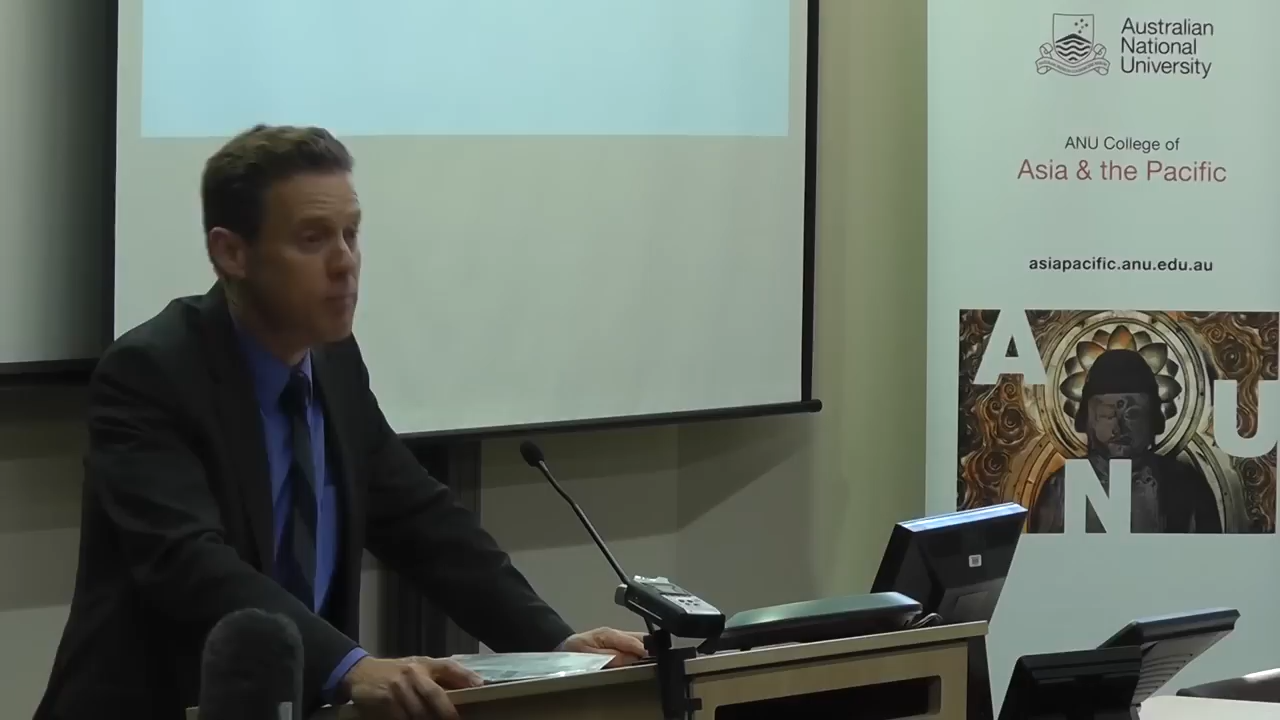 Australian
National
University
ANU College of
Asia & the Pacific
asiapacific.anu.edu.au
A
U
N